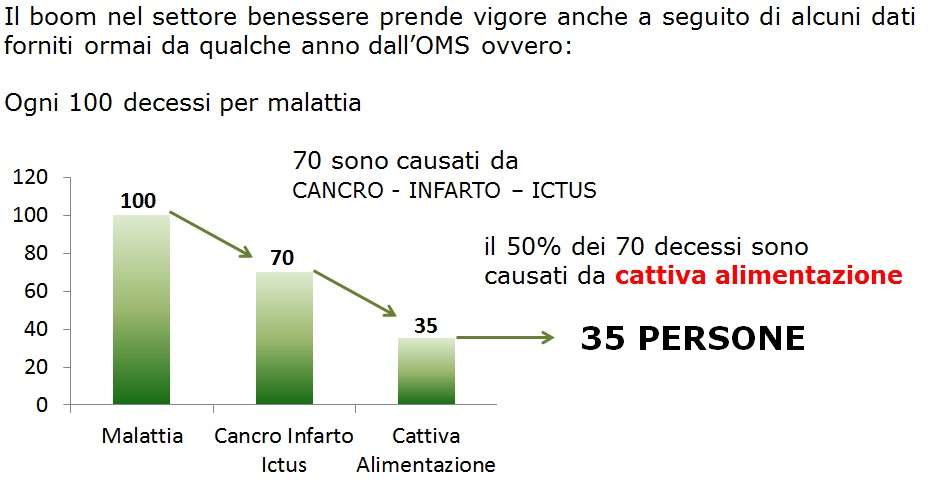 Il boom nel settore benessere prende vigore anche a seguito di alcuni dati
forniti ormai da qualche anno dall’OMS ovvero:
Ogni 100 decessi per malattia
70 sono causati da
CANCRO - INFARTO – ICTUS
il 50% dei 70 decessi sono
causati da cattiva alimentazione
35 PERSONE
120
100
80
60
40
20
0
100
70
35
Malattia
Cancro Infarto
Ictus
Cattiva
Alimentazione